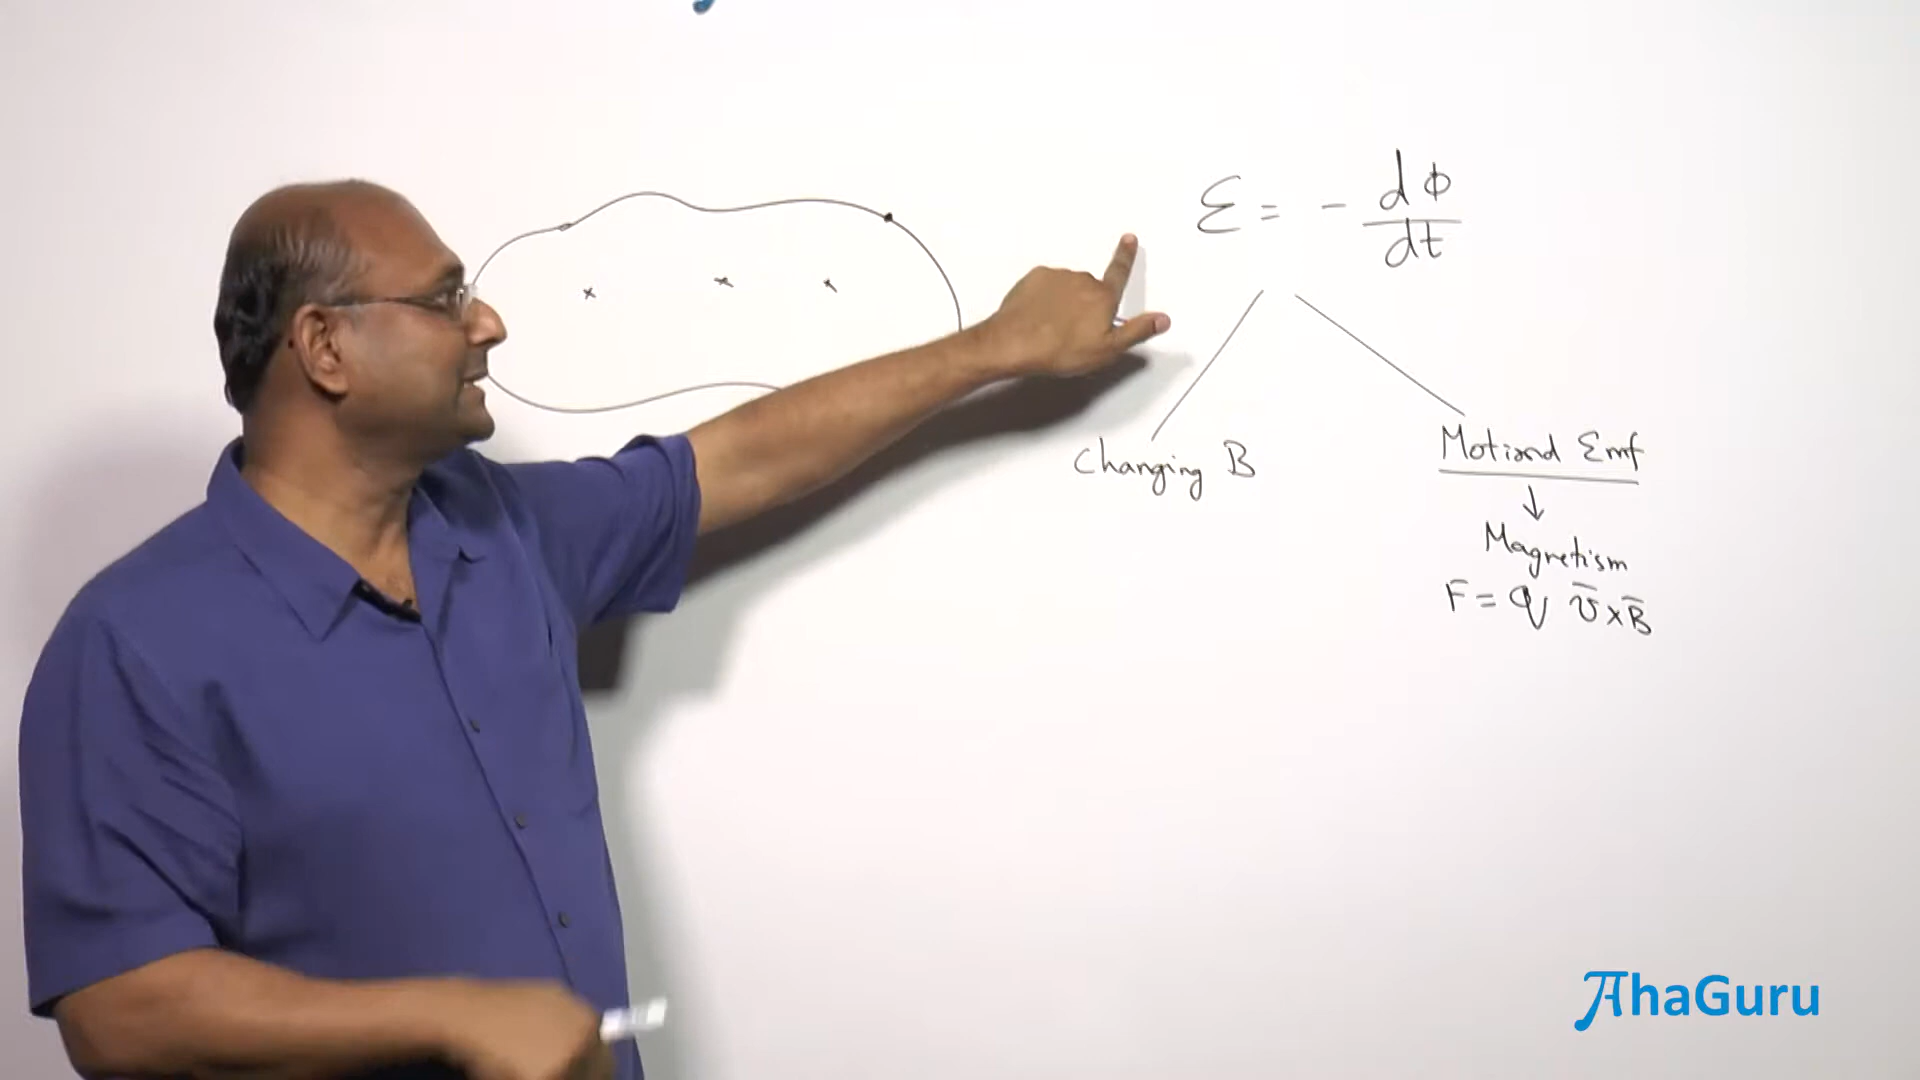 Ɛ = - dφ/dt
Changing B
Motional Emf
↓
Magnetism
F = q v̄ × B̄
AhaGuru